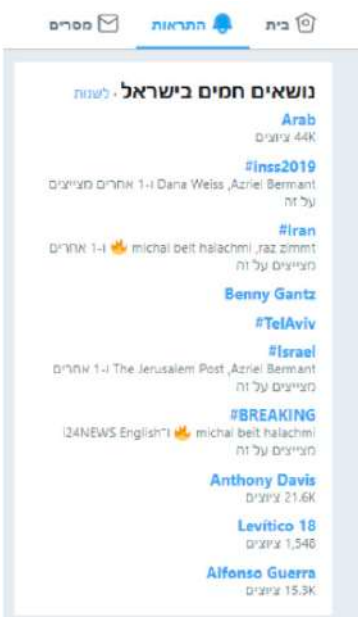 בית התראות מסרים
נושאים חמים בישראל · לשנות
Arab
44K ציוצים
#inss2019
Dana Weiss ,Azriel Bermant ו-1 אחרים מצייצים
על זה
#Iran
michal beit halachmi ,raz zimmt 🔥 ו-1 אחרים
מצייצים על זה
Benny Gantz
#TelAviv
#Israel
The Jerusalem Post ,Azriel Bermant ו-1 אחרים
מצייצים על זה
#BREAKING
michal beit halachmi 🔥 ו־i24NEWS English
מצייצים על זה
Anthony Davis
21.6K ציוצים
Levítico 18
1,548 ציוצים
Alfonso Guerra
15.3K ציוצים